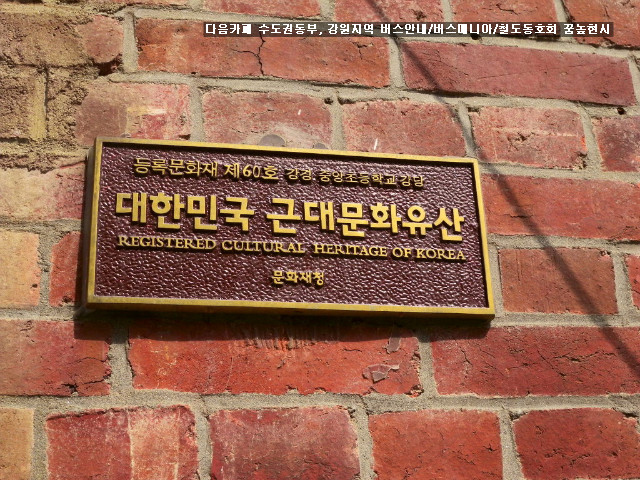 다음카페 수도권동부, 강원지역 버스안내/버스매니아/철도동호회 꿈높현시
등록문화재 제60호 강경 중앙초등학교 강당
대한민국 근대문화유산
REGISTERED CULTURAL HERITAGE OF KOREA
문화재청